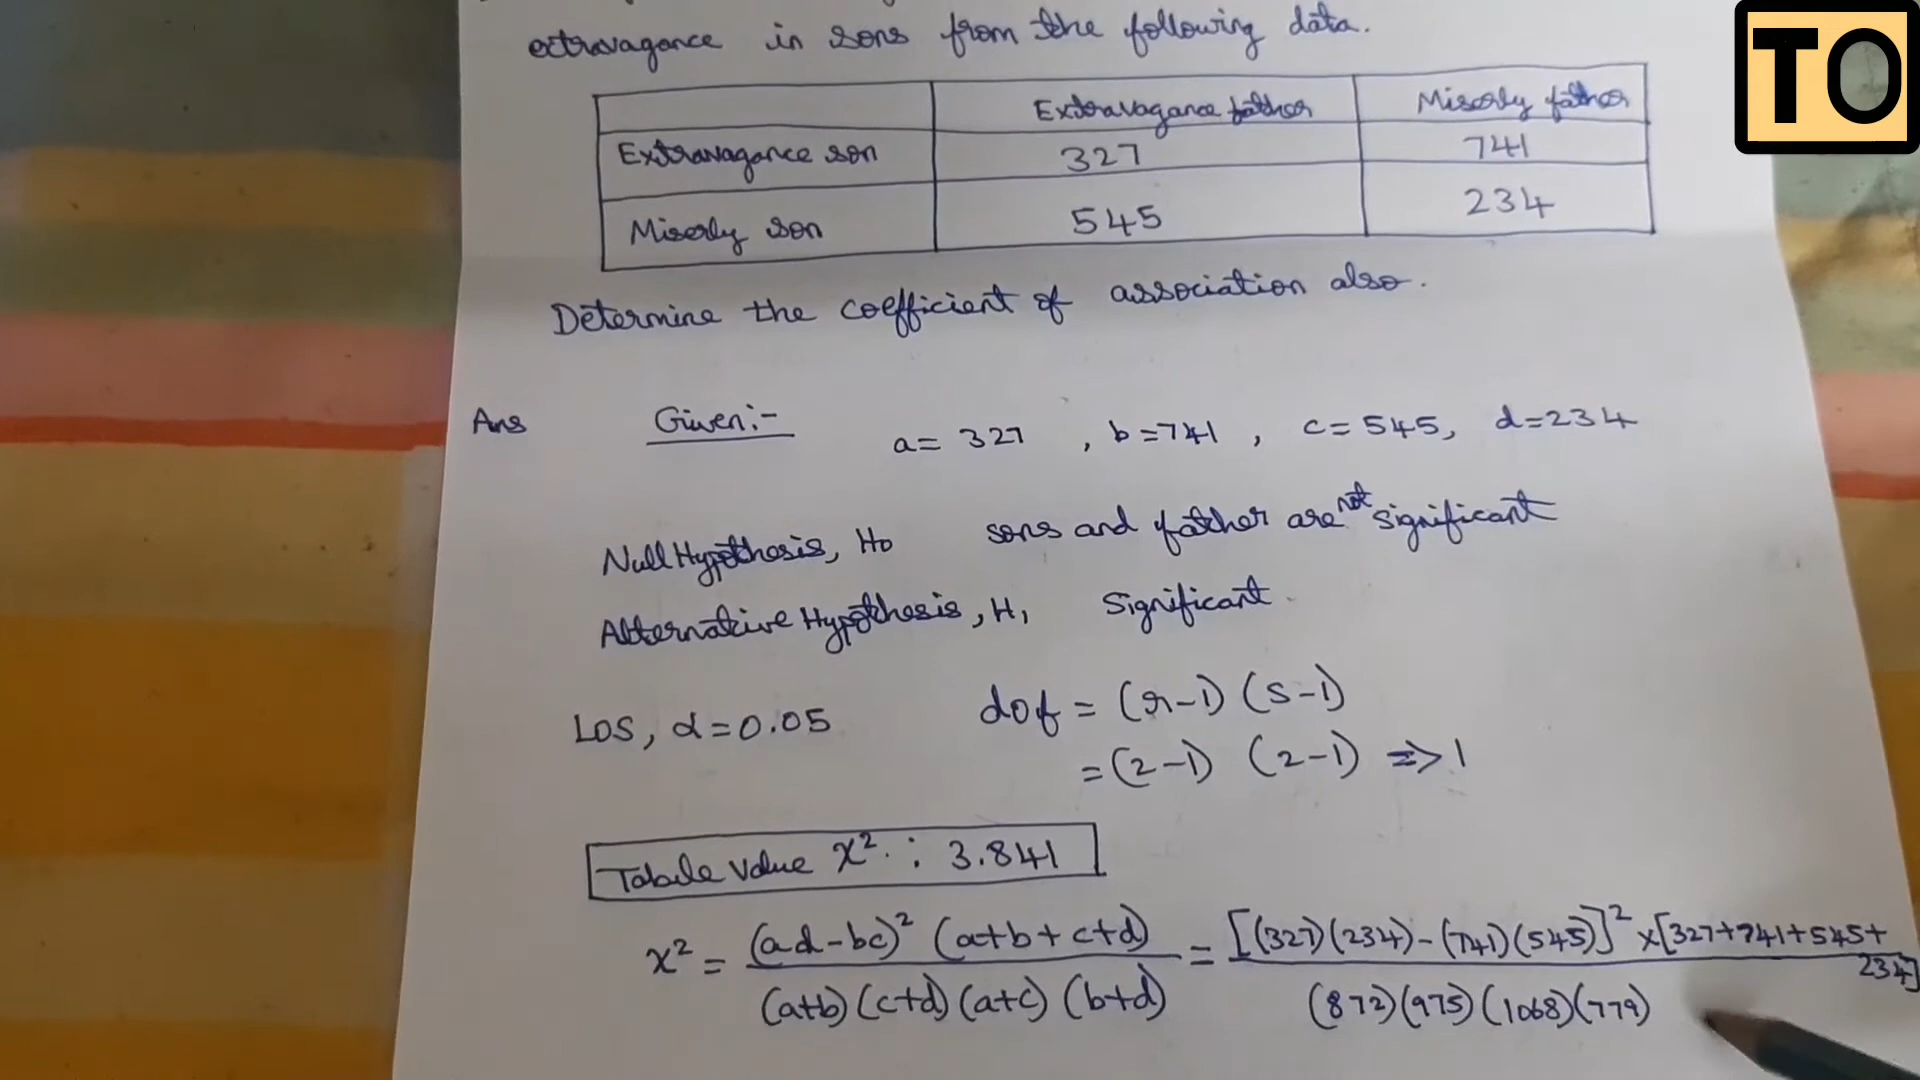 TO
extravagance in sons from the following data.
Extravagance father Miserly father
Extravagance son 327 741
Miserly son 545 234
Determine the coefficient of association also.
Ans Given:- a= 327 , b=741 , c=545, d=234
Null Hypothesis, H₀ sons and father are not significant
Alternative Hypothesis, H₁ Significant
LOS, α=0.05 dof = (r-1) (s-1)
=(2-1) (2-1) => 1
Table value χ² : 3.841
χ² = (ad-bc)² (a+b+c+d) / (a+b)(c+d)(a+c)(b+d) = [(327)(234)-(741)(545)]² x[327+741+545+234] / (872)(975)(1068)(779)